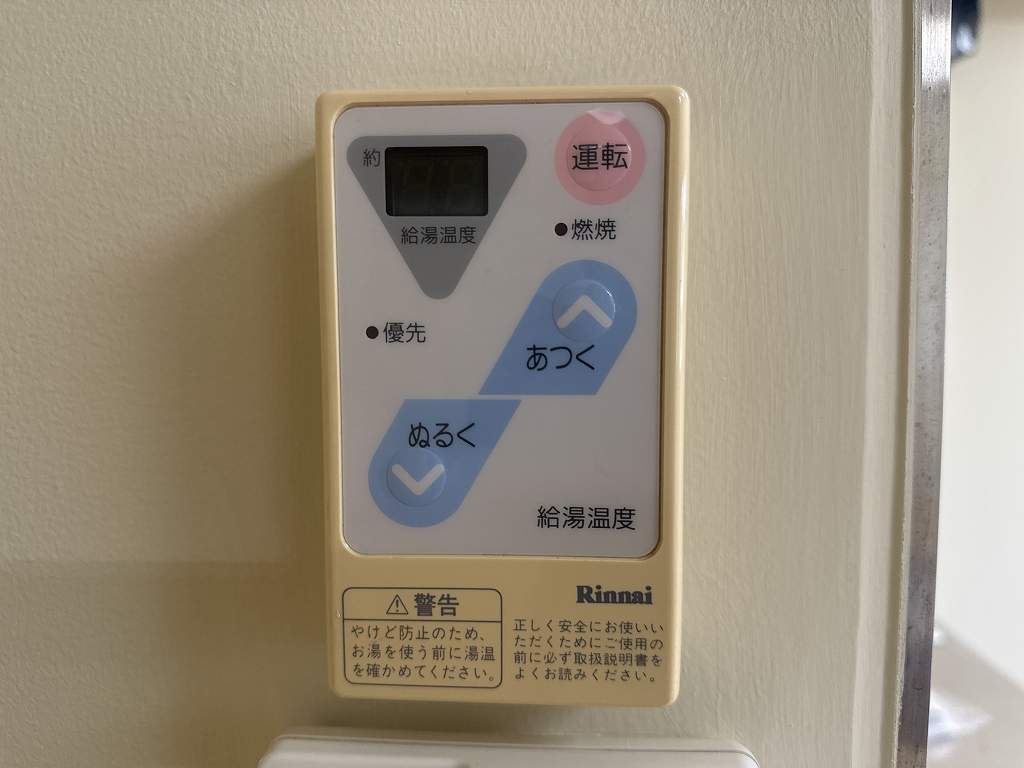 約
給湯温度
運転
燃焼
優先
あつく
ぬるく
給湯温度
Rinnai
警告
やけど防止のため、
お湯を使う前に湯温
を確かめてください。
正しく安全にお使いい
ただくためにご使用の
前に必ず取扱説明書を
よくお読みください。